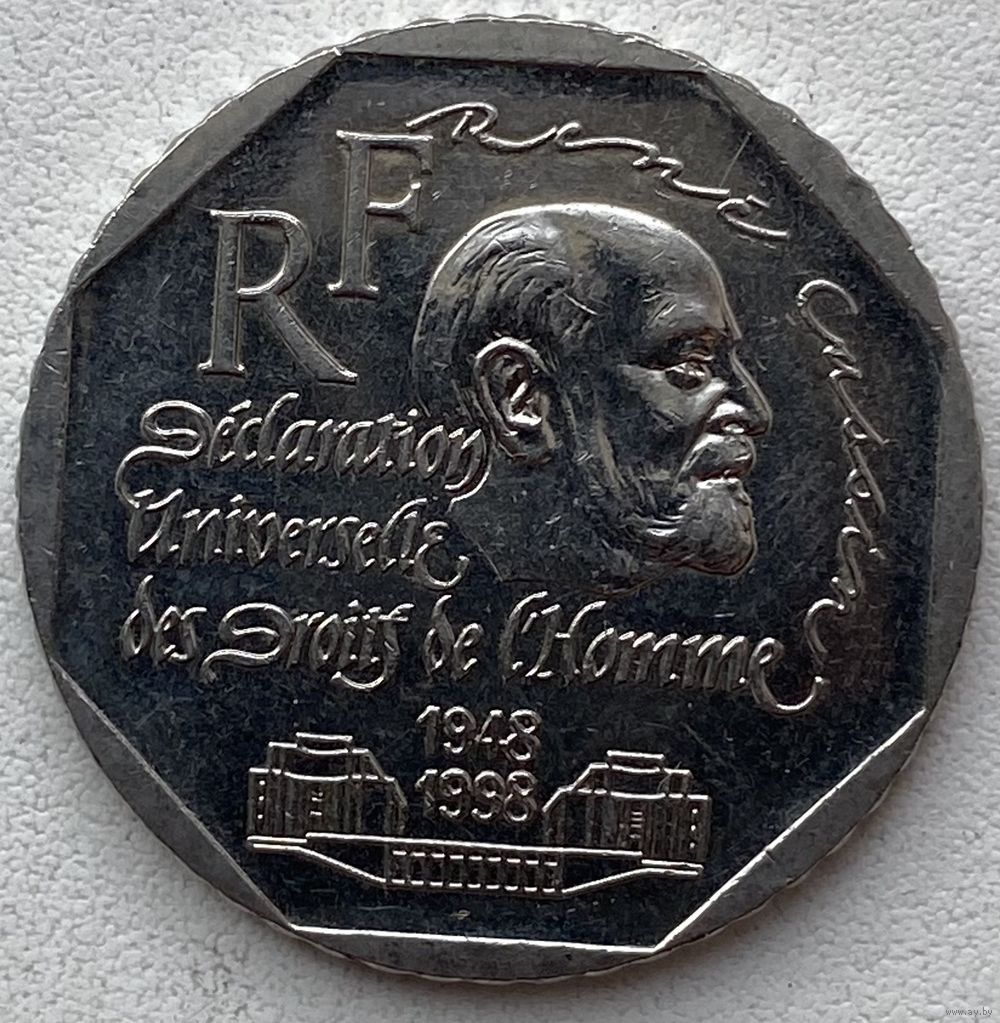 RF
René Cassin
Déclaration
Universelle
des Droits de l'Homme
1948
1998
www.ay.by